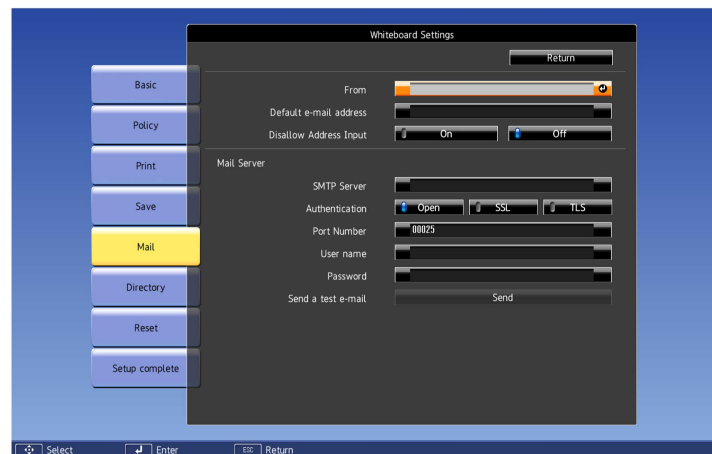 Whiteboard Settings
Return
Basic
Policy
Print
Save
Mail
Directory
Reset
Setup complete
From
Default e-mail address
Disallow Address Input On Off
Mail Server
SMTP Server
Authentication Open SSL TLS
Port Number 00025
User name
Password
Send a test e-mail Send
Select Enter ESC Return